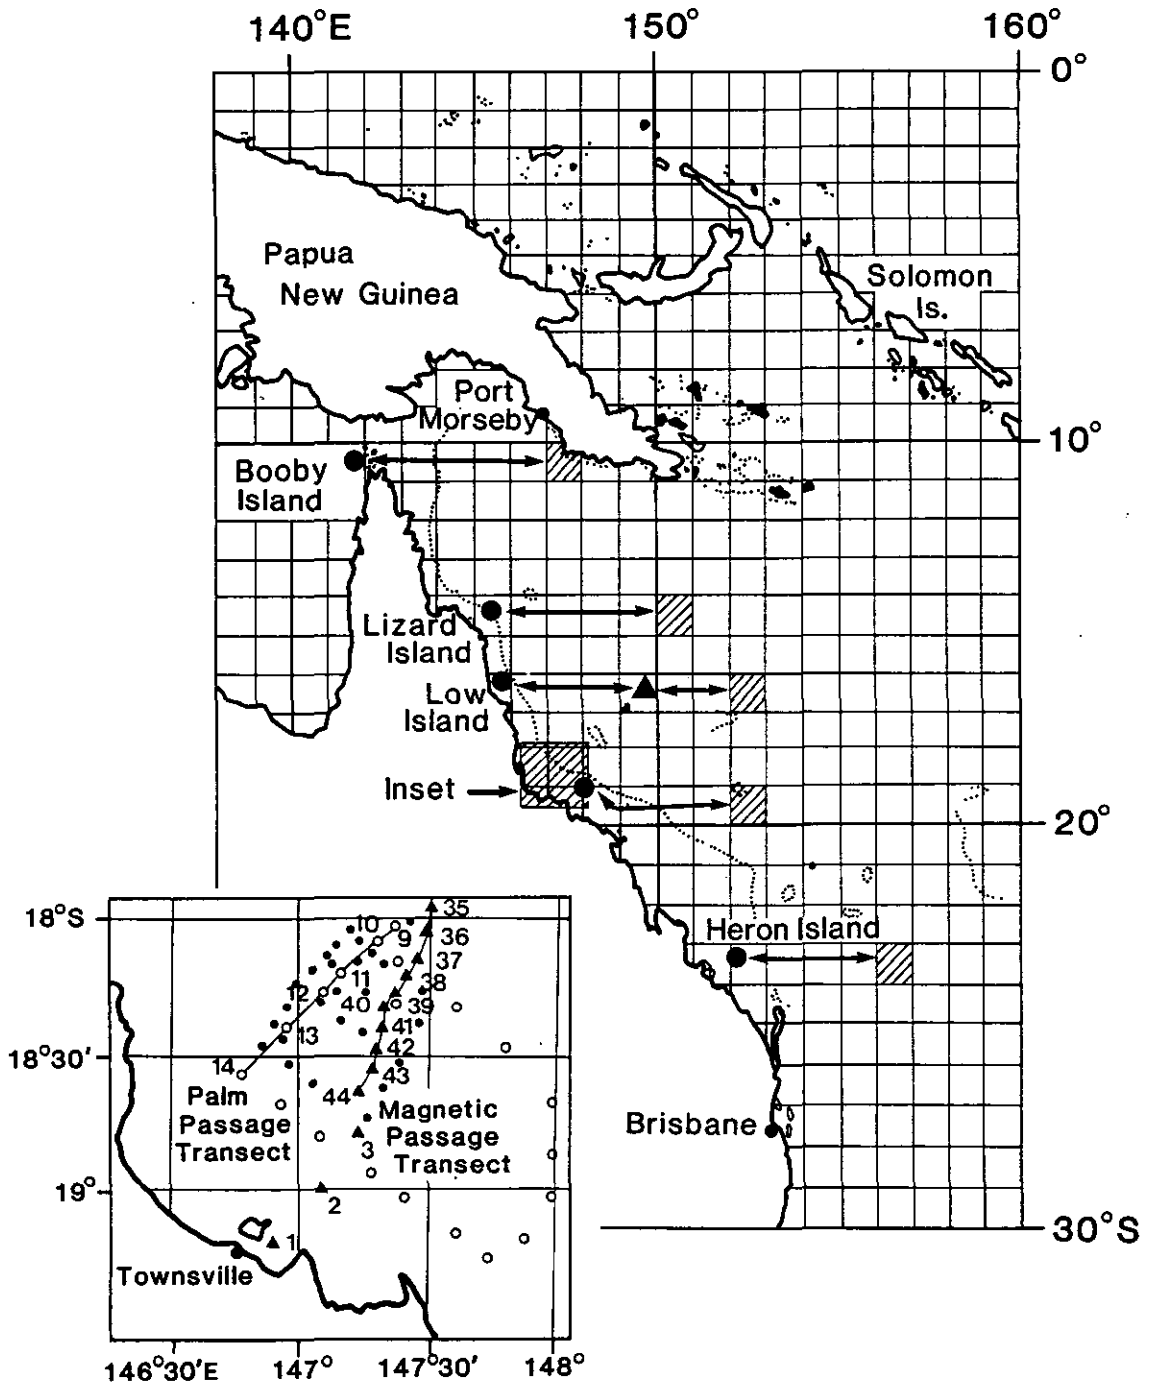 140°E 150° 160°
0°
Papua
New Guinea
Solomon
Is.
Port
Morseby
10°
Booby
Island
Lizard
Island
Low
Island
Inset
20°
Heron Island
Brisbane
30°S
18°S
18°30'
19°
35
10
9
36
37
11
38
12
40
39
13
41
42
14
43
44
Palm
Passage
Transect
Magnetic
Passage
Transect
3
2
1
Townsville
146°30'E 147° 147°30' 148°